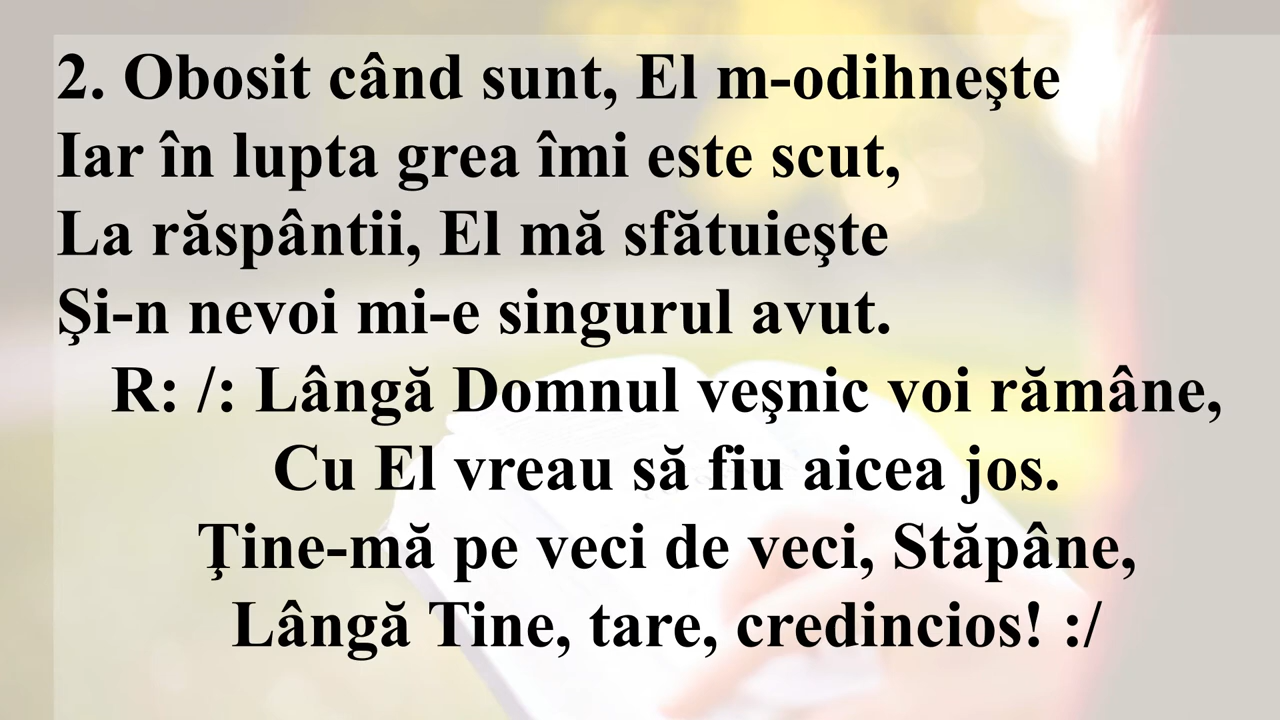 2. Obosit când sunt, El m-odihneşte
Iar în lupta grea îmi este scut,
La răspântii, El mă sfătuieşte
Şi-n nevoi mi-e singurul avut.
R: /: Lângă Domnul veşnic voi rămâne,
Cu El vreau să fiu aicea jos.
Ţine-mă pe veci de veci, Stăpâne,
Lângă Tine, tare, credincios! :/